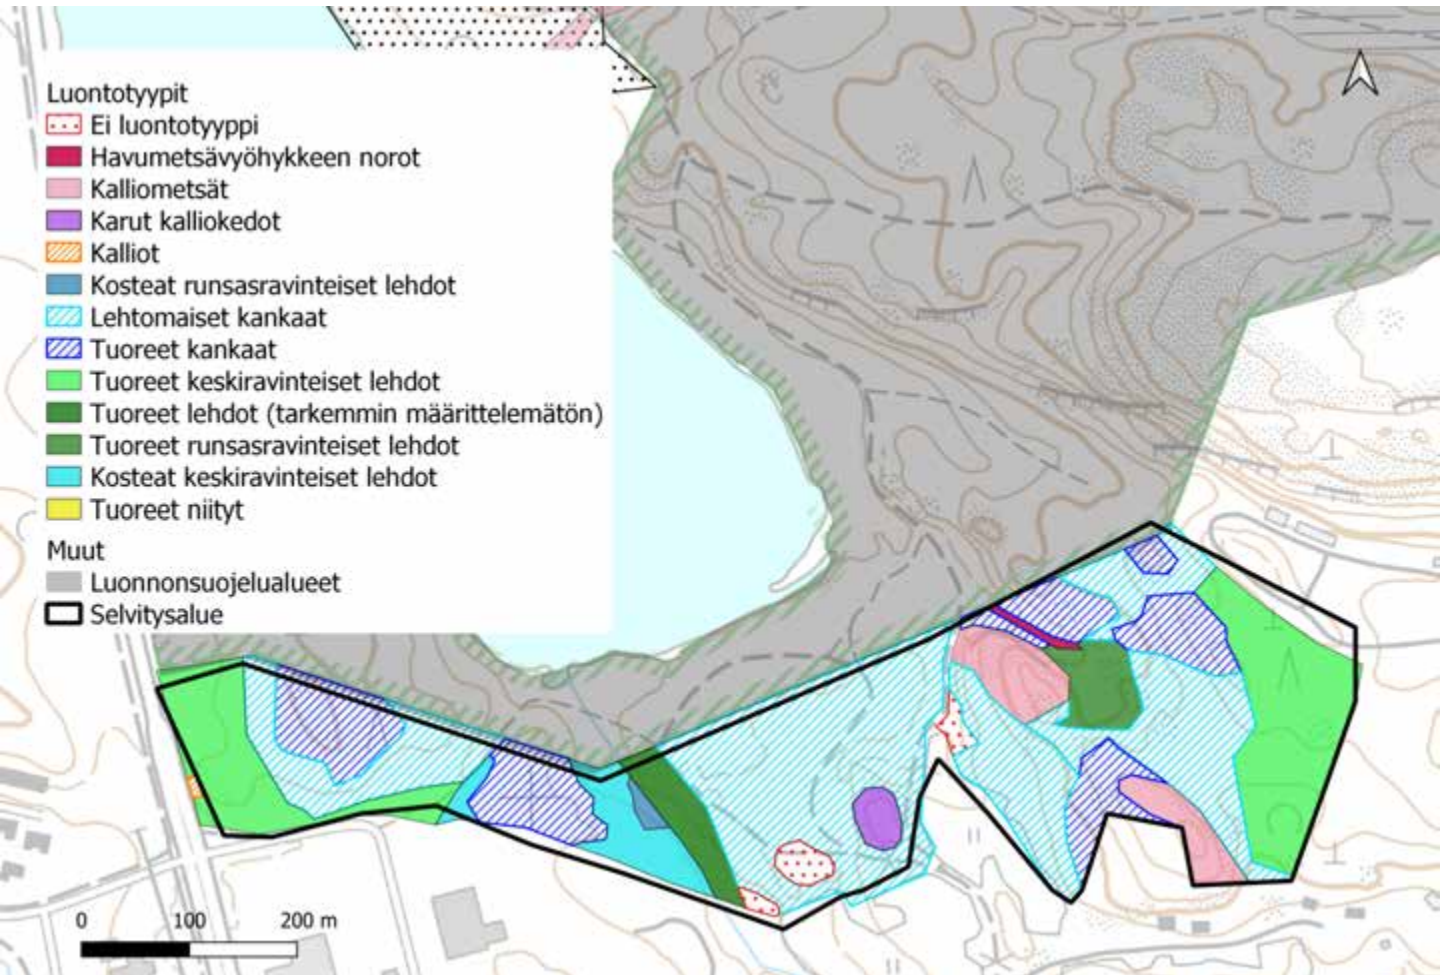 Luontotyypit
Ei luontotyyppi
Havumetsävyöhykkeen norot
Kalliometsät
Karut kalliokedot
Kalliot
Kosteat runsasravinteiset lehdot
Lehtomaiset kankaat
Tuoreet kankaat
Tuoreet keskiravinteiset lehdot
Tuoreet lehdot (tarkemmin määrittelemätön)
Tuoreet runsasravinteiset lehdot
Kosteat keskiravinteiset lehdot
Tuoreet niityt
Muut
Luonnonsuojelualueet
Selvitysalue
0 100 200 m